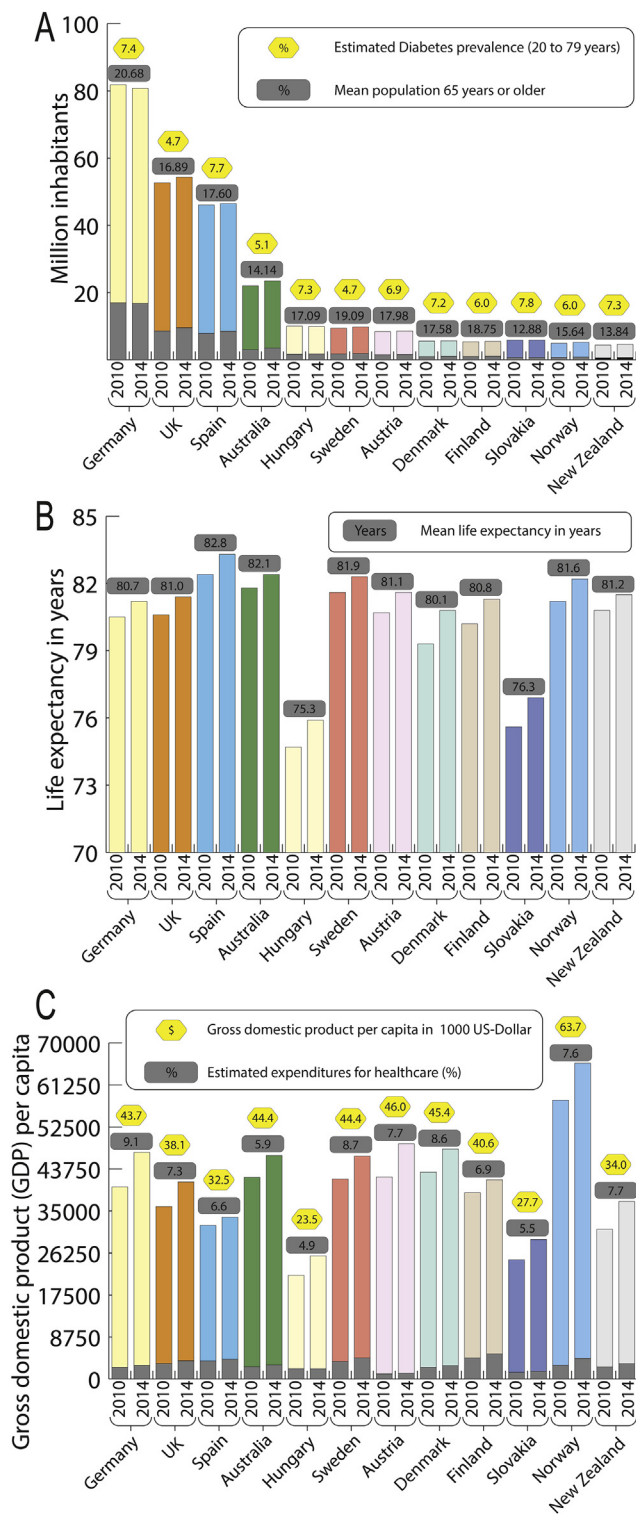 A
100
80
60
40
20
Million inhabitants
% Estimated Diabetes prevalence (20 to 79 years)
% Mean population 65 years or older
7.4 4.7 7.7 5.1 7.3 4.7 6.9 7.2 6.0 7.8 6.0 7.3
20.68 16.89 17.60 14.14 17.09 19.09 17.98 17.58 18.75 12.88 15.64 13.84
2010 2014 2010 2014 2010 2014 2010 2014 2010 2014 2010 2014 2010 2014 2010 2014 2010 2014 2010 2014 2010 2014 2010 2014
Germany UK Spain Australia Hungary Sweden Austria Denmark Finland Slovakia Norway New Zealand
B
85
82
79
76
73
70
Life expectancy in years
Years Mean life expectancy in years
80.7 81.0 82.8 82.1 75.3 81.9 81.1 80.1 80.8 76.3 81.6 81.2
2010 2014 2010 2014 2010 2014 2010 2014 2010 2014 2010 2014 2010 2014 2010 2014 2010 2014 2010 2014 2010 2014 2010 2014
Germany UK Spain Australia Hungary Sweden Austria Denmark Finland Slovakia Norway New Zealand
C
70000
61250
52500
43750
35000
26250
17500
8750
0
Gross domestic product (GDP) per capita
$ Gross domestic product per capita in 1000 US-Dollar
% Estimated expenditures for healthcare (%)
43.7 38.1 32.5 44.4 23.5 44.4 46.0 45.4 40.6 27.7 63.7 34.0
9.1 7.3 6.6 5.9 4.9 8.7 7.7 8.6 6.9 5.5 7.6 7.7
2010 2014 2010 2014 2010 2014 2010 2014 2010 2014 2010 2014 2010 2014 2010 2014 2010 2014 2010 2014 2010 2014 2010 2014
Germany UK Spain Australia Hungary Sweden Austria Denmark Finland Slovakia Norway New Zealand